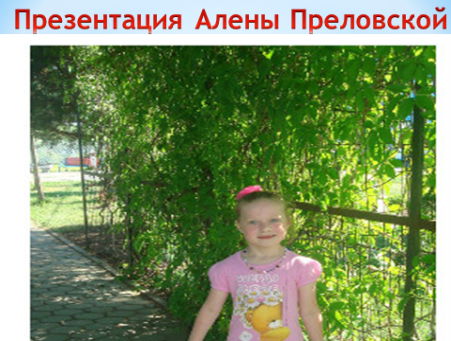 Презентация Алены Преловской